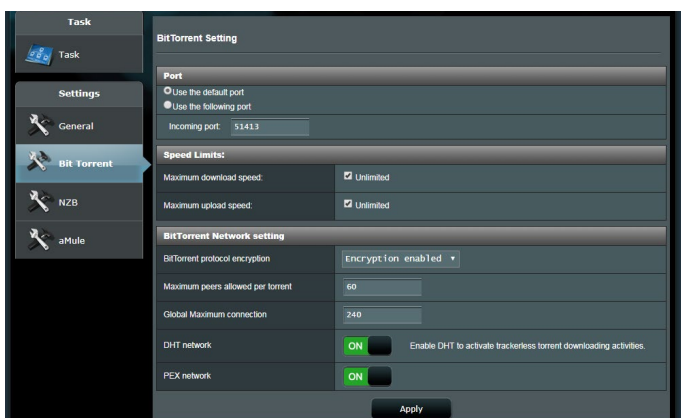 Task
Task
Settings
General
Bit Torrent
NZB
aMule
BitTorrent Setting
Port
Use the default port
Use the following port
Incoming port: 51413
Speed Limits:
Maximum download speed: Unlimited
Maximum upload speed: Unlimited
BitTorrent Network setting
BitTorrent protocol encryption Encryption enabled
Maximum peers allowed per torrent 60
Global Maximum connection 240
DHT network ON Enable DHT to activate trackerless torrent downloading activities.
PEX network ON
Apply